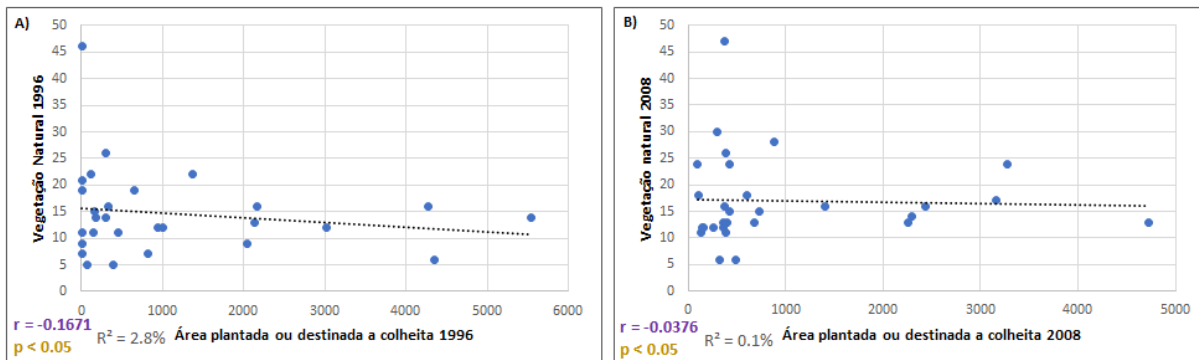 A)
Vegetação Natural 1996
50
45
40
35
30
25
20
15
10
5
0
0 1000 2000 3000 4000 5000 6000
r = -0.1671
p < 0.05
R² = 2.8%
Área plantada ou destinada a colheita 1996
B)
Vegetação natural 2008
50
45
40
35
30
25
20
15
10
5
0
0 1000 2000 3000 4000 5000
r = -0.0376
p < 0.05
R² = 0.1%
Área plantada ou destinada a colheita 2008